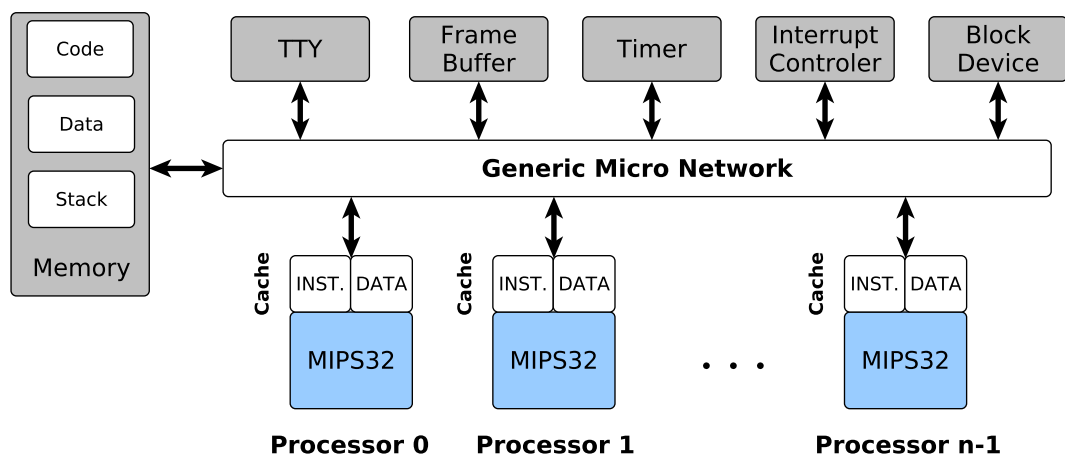 Code
Data
Stack
Memory
TTY
Frame
Buffer
Timer
Interrupt
Controler
Block
Device
Generic Micro Network
Cache
INST.
DATA
MIPS32
Processor 0
Cache
INST.
DATA
MIPS32
Processor 1
. . .
Cache
INST.
DATA
MIPS32
Processor n-1